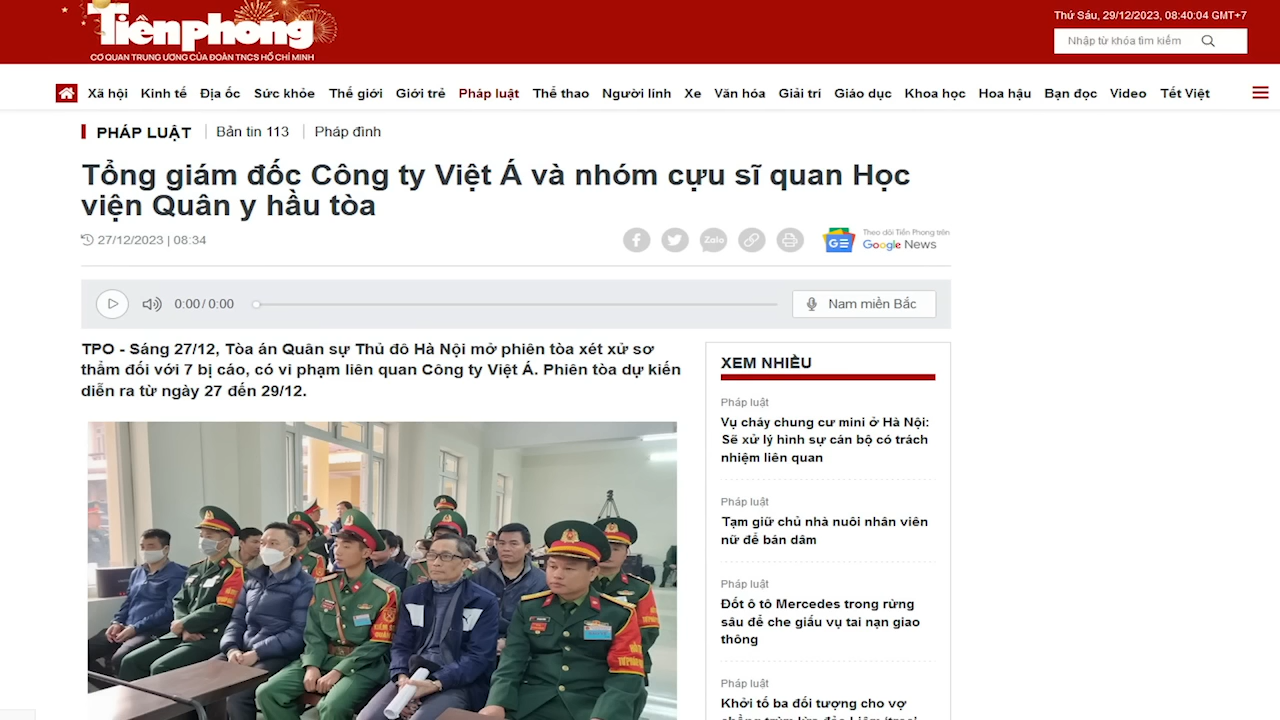 Tiền phong
CƠ QUAN TRUNG ƯƠNG CỦA ĐOÀN TNCS HỒ CHÍ MINH
Thứ Sáu, 29/12/2023, 08:40:04 GMT+7
Nhập từ khóa tìm kiếm
Xã hội Kinh tế Địa ốc Sức khỏe Thế giới Giới trẻ Pháp luật Thể thao Người lính Xe Văn hóa Giải trí Giáo dục Khoa học Hoa hậu Bạn đọc Video Tết Việt
PHÁP LUẬT Bản tin 113 Pháp đình
Tổng giám đốc Công ty Việt Á và nhóm cựu sĩ quan Học
viện Quân y hầu tòa
27/12/2023 | 08:34
Zalo
Theo dõi Tiền Phong trên
Google News
0:00 / 0:00
Nam miền Bắc
TPO - Sáng 27/12, Tòa án Quân sự Thủ đô Hà Nội mở phiên tòa xét xử sơ
thẩm đối với 7 bị cáo, có vi phạm liên quan Công ty Việt Á. Phiên tòa dự kiến
diễn ra từ ngày 27 đến 29/12.
XEM NHIỀU
Pháp luật
Vụ cháy chung cư mini ở Hà Nội:
Sẽ xử lý hình sự cán bộ có trách
nhiệm liên quan
Pháp luật
Tạm giữ chủ nhà nuôi nhân viên
nữ để bán dâm
Pháp luật
Đốt ô tô Mercedes trong rừng
sâu để che giấu vụ tai nạn giao
thông
Pháp luật
Khởi tố ba đối tượng cho vợ